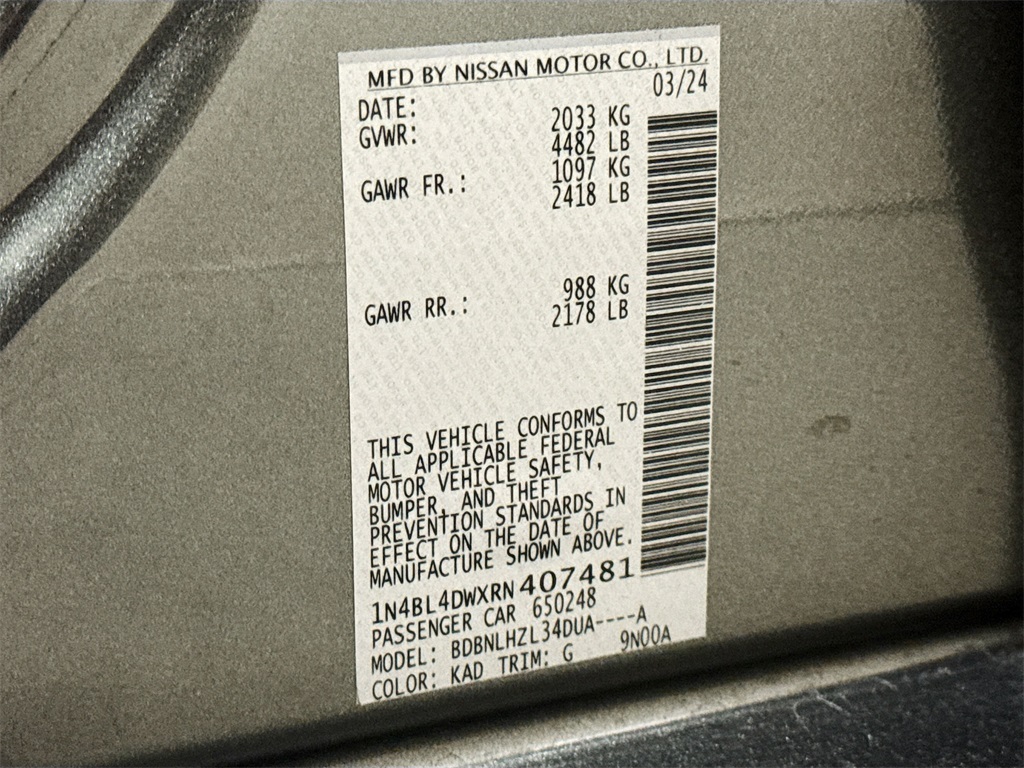 MFD BY NISSAN MOTOR CO., LTD.
DATE: 03/24
GVWR: 2033 KG
4482 LB
GAWR FR.: 1097 KG
2418 LB
GAWR RR.: 988 KG
2178 LB
THIS VEHICLE CONFORMS TO
ALL APPLICABLE FEDERAL
MOTOR VEHICLE SAFETY,
BUMPER, AND THEFT
PREVENTION STANDARDS IN
EFFECT ON THE DATE OF
MANUFACTURE SHOWN ABOVE.
1N4BL4DWXRN407481
PASSENGER CAR 650248
MODEL: BDBNLHZL34DUA----A
COLOR: KAD TRIM: G 9N00A